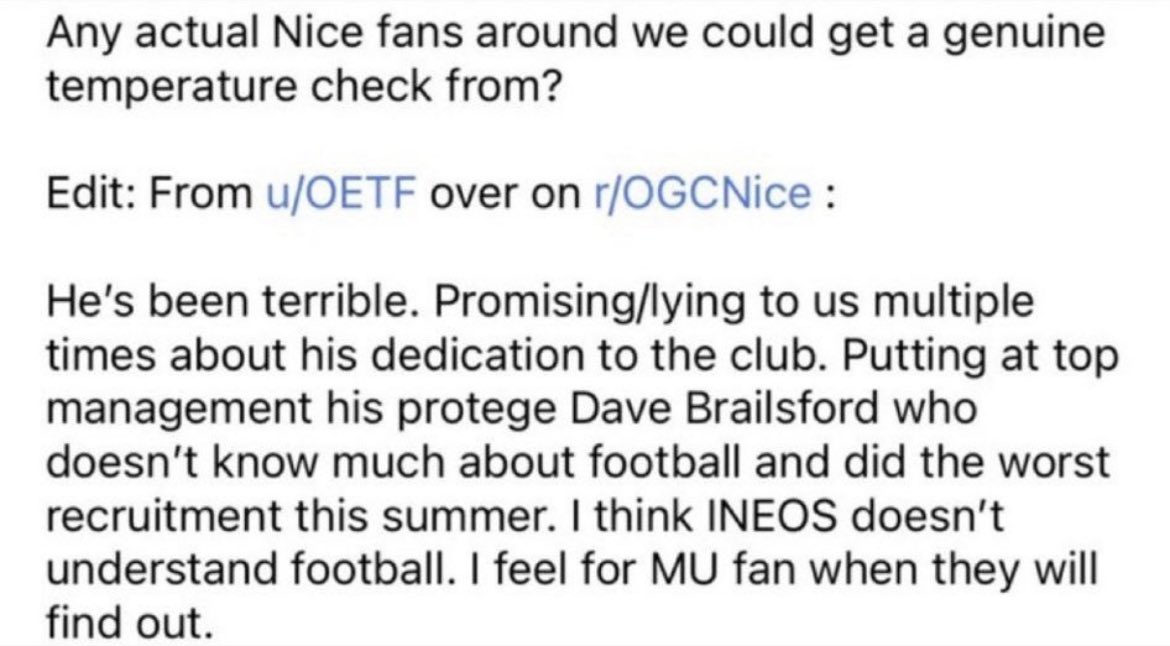 Any actual Nice fans around we could get a genuine
temperature check from?
Edit: From u/OETF over on r/OGCNice :
He's been terrible. Promising/lying to us multiple
times about his dedication to the club. Putting at top
management his protege Dave Brailsford who
doesn't know much about football and did the worst
recruitment this summer. I think INEOS doesn't
understand football. I feel for MU fan when they will
find out.